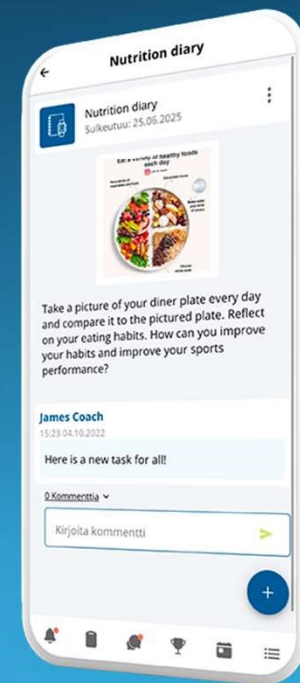 Nutrition diary
Nutrition diary
Sulkeutuu: 25.06.2025
Eat a variety of healthy foods
each day
Take a picture of your diner plate every day
and compare it to the pictured plate. Reflect
on your eating habits. How can you improve
your habits and improve your sports
performance?
James Coach
15:23 04.10.2022
Here is a new task for all!
0 Kommenttia
Kirjoita kommentti